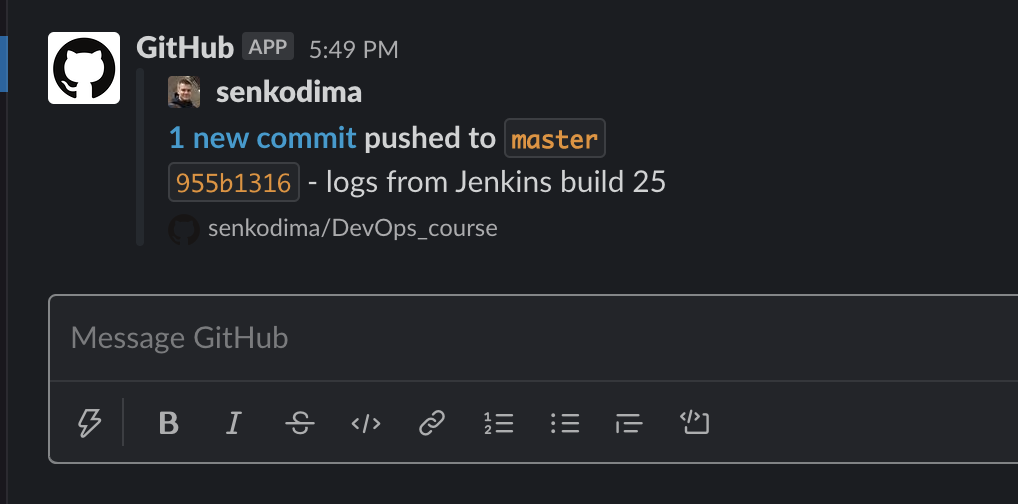 GitHub APP 5:49 PM
senkodima
1 new commit pushed to master
955b1316 - logs from Jenkins build 25
senkodima/DevOps_course
Message GitHub